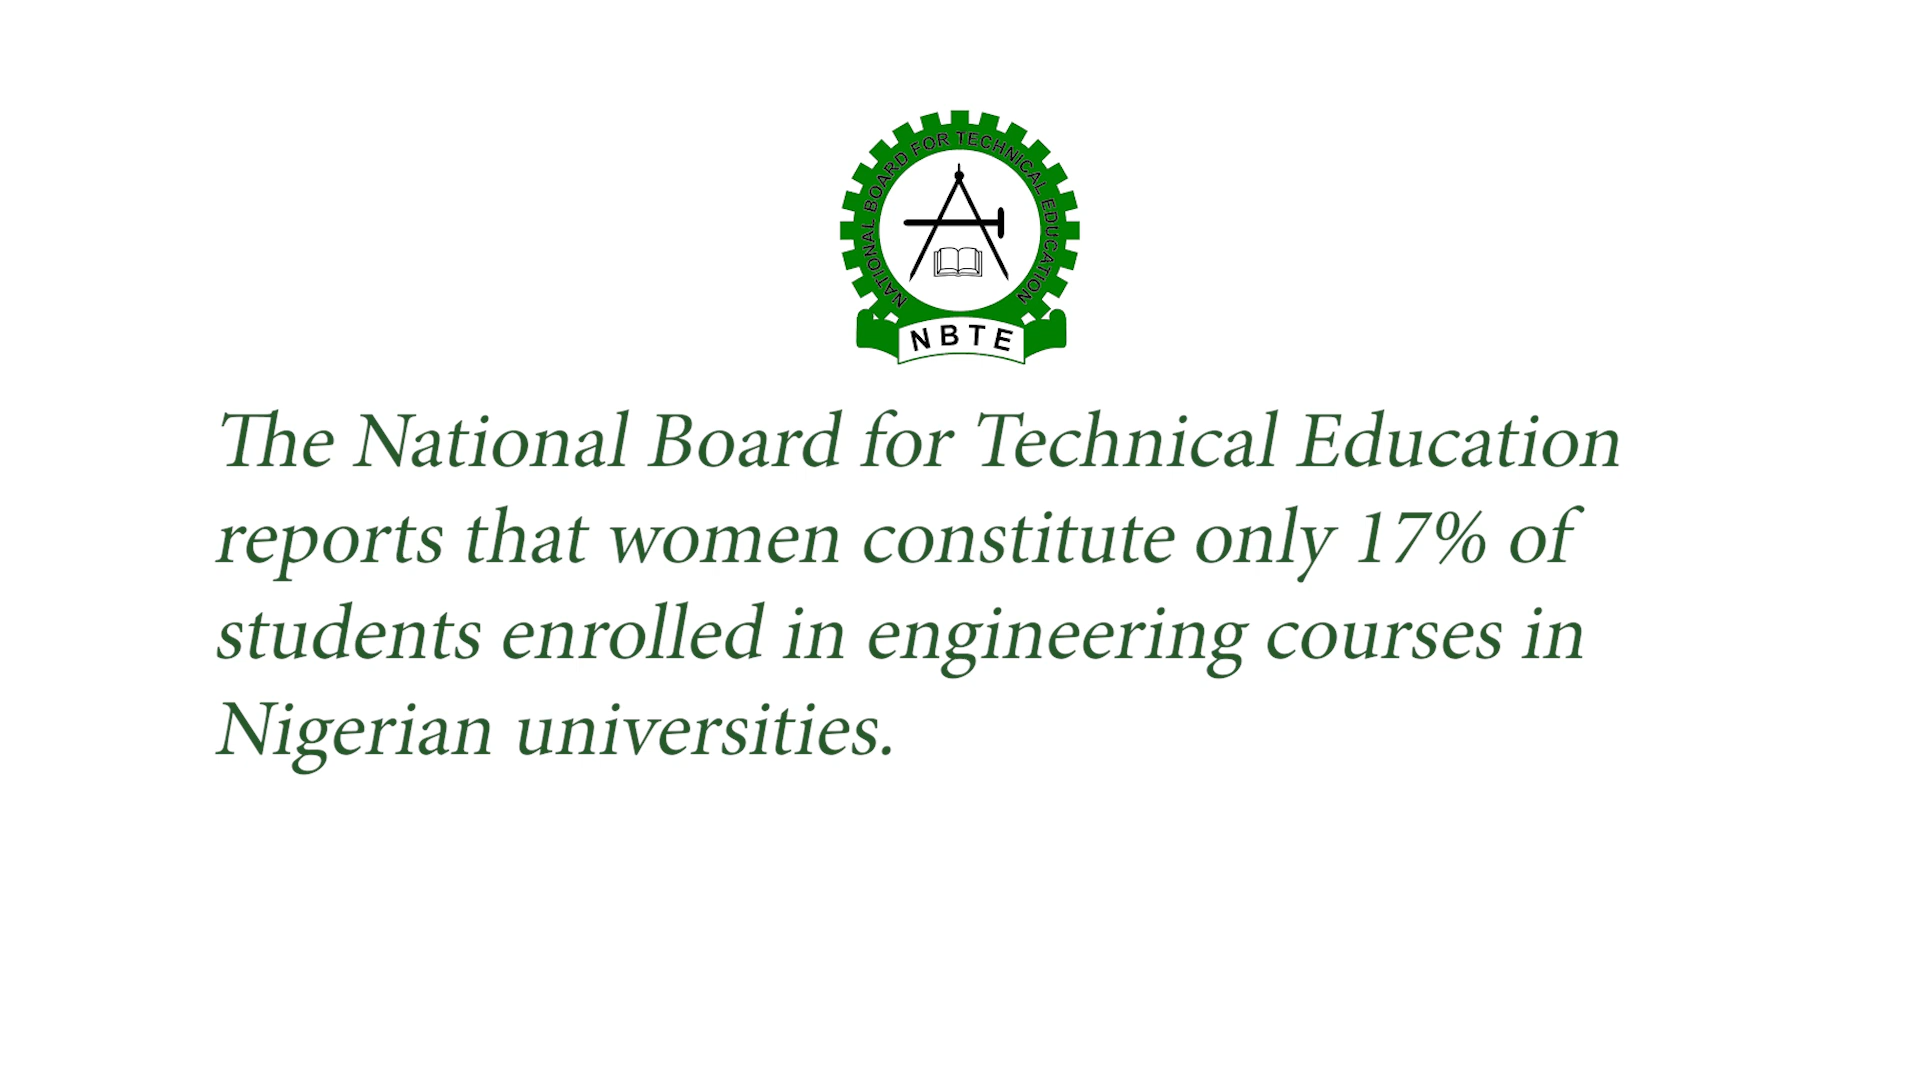 NATIONAL BOARD FOR TECHNICAL EDUCATION
NBTE
The National Board for Technical Education
reports that women constitute only 17% of
students enrolled in engineering courses in
Nigerian universities.